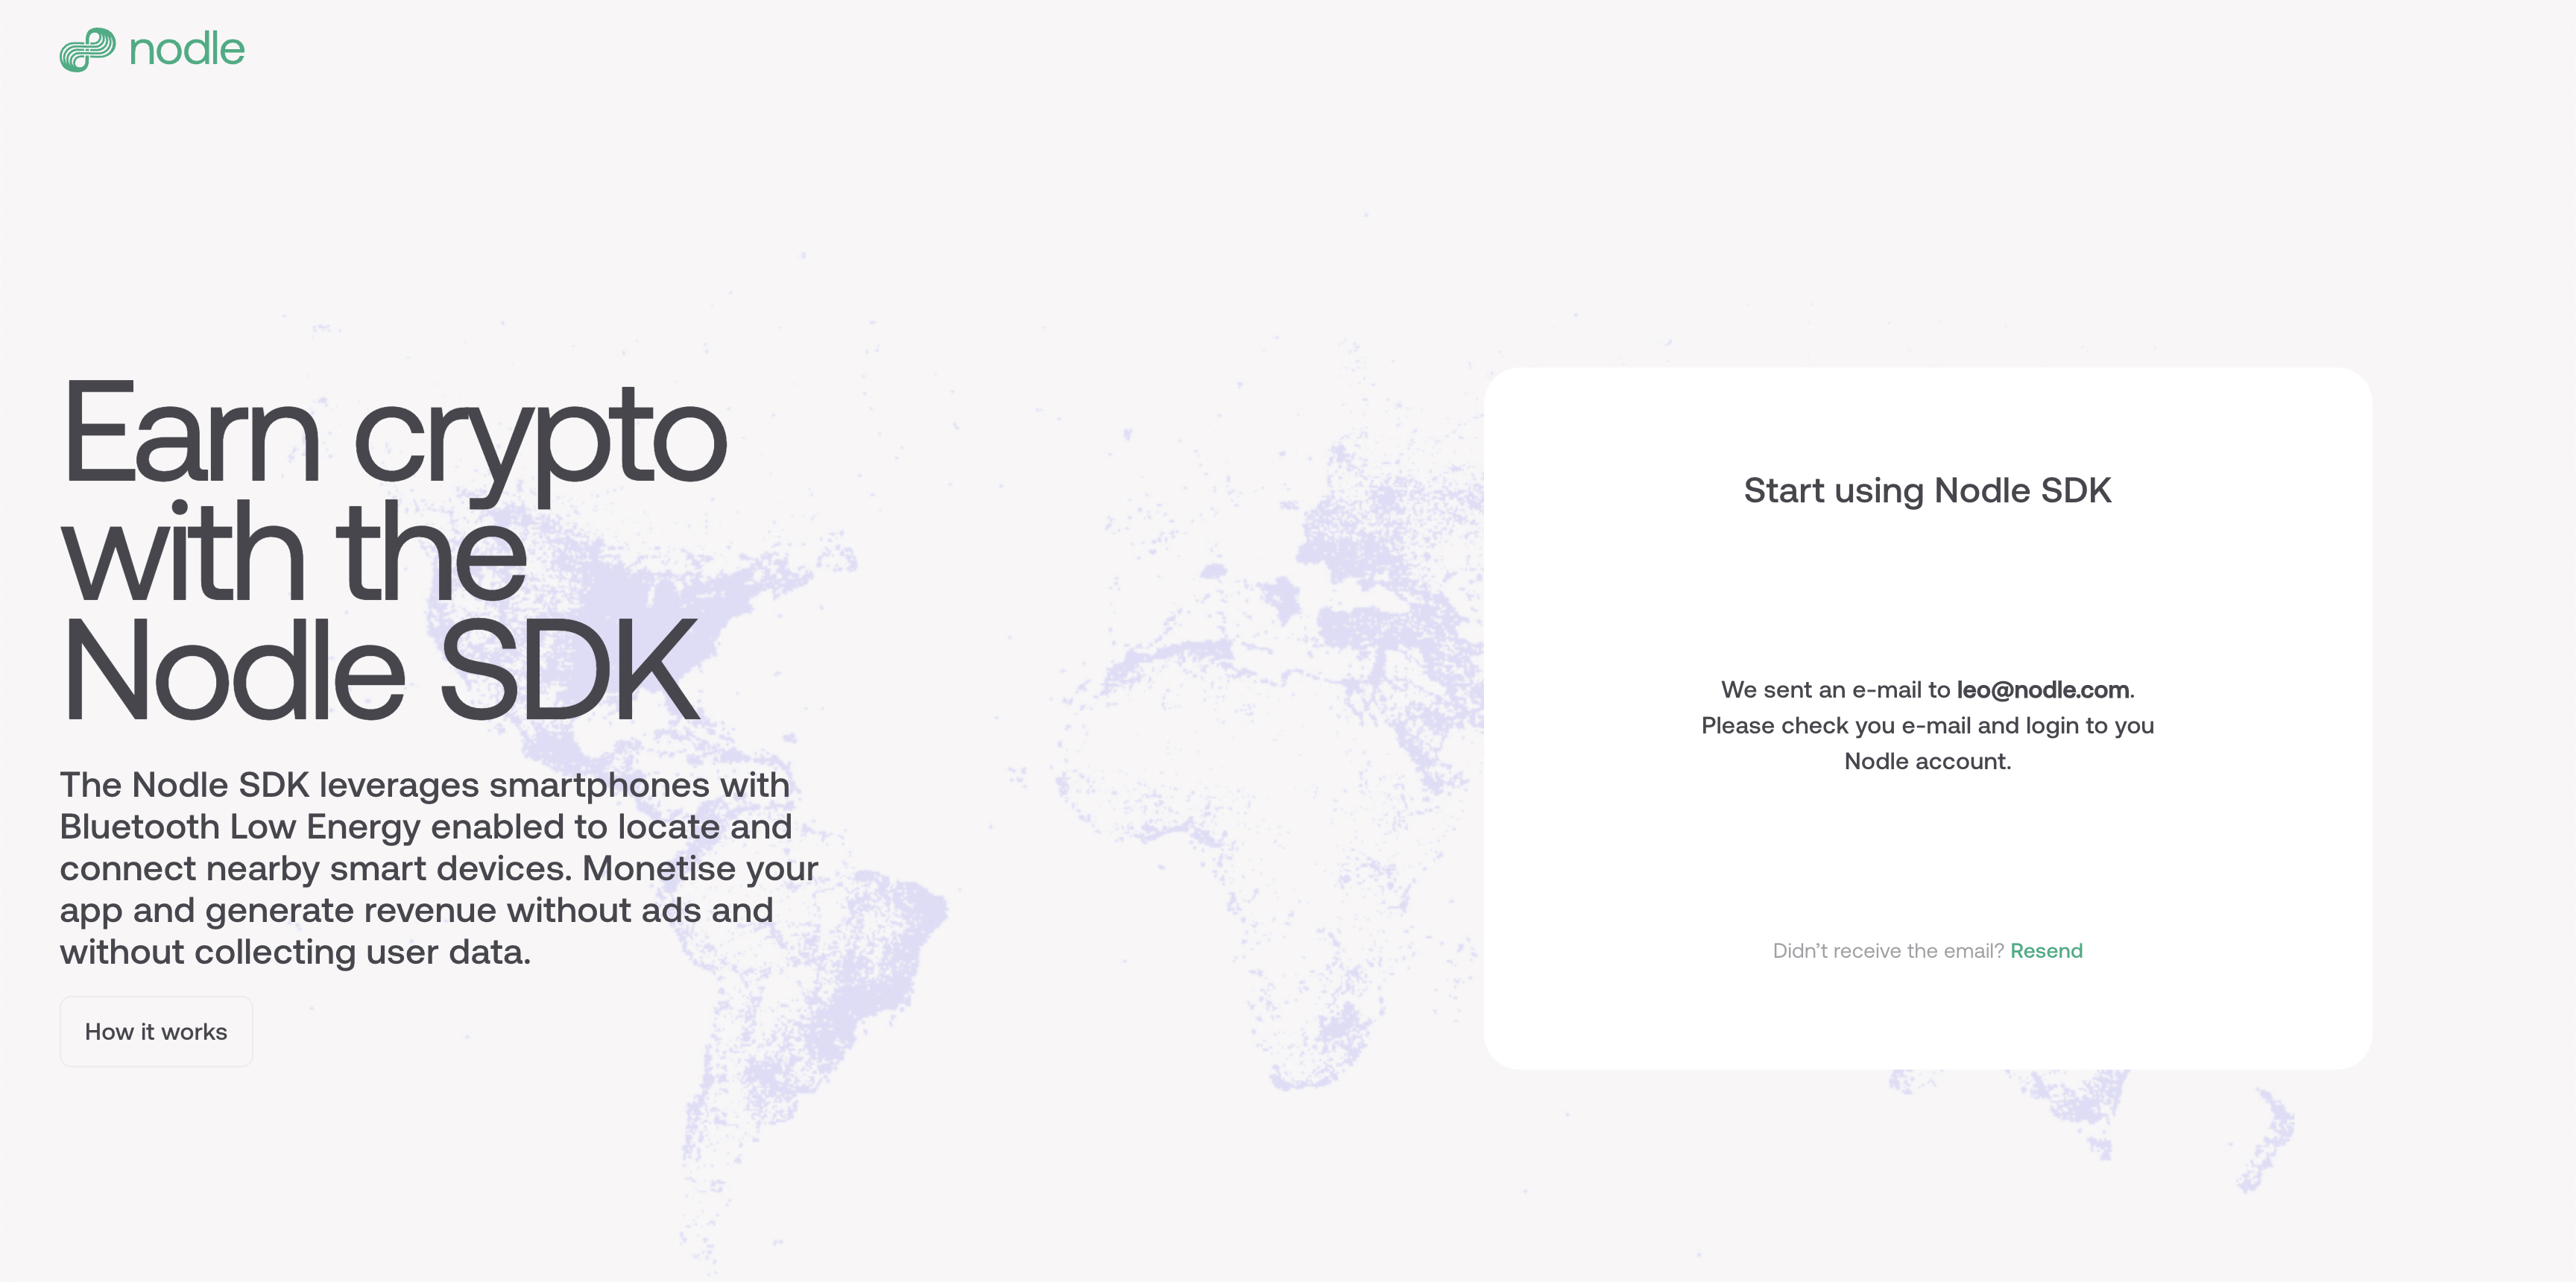 nodle
Earn crypto
with the
Nodle SDK
The Nodle SDK leverages smartphones with
Bluetooth Low Energy enabled to locate and
connect nearby smart devices. Monetise your
app and generate revenue without ads and
without collecting user data.
How it works
Start using Nodle SDK
We sent an e-mail to leo@nodle.com.
Please check you e-mail and login to you
Nodle account.
Didn’t receive the email? Resend